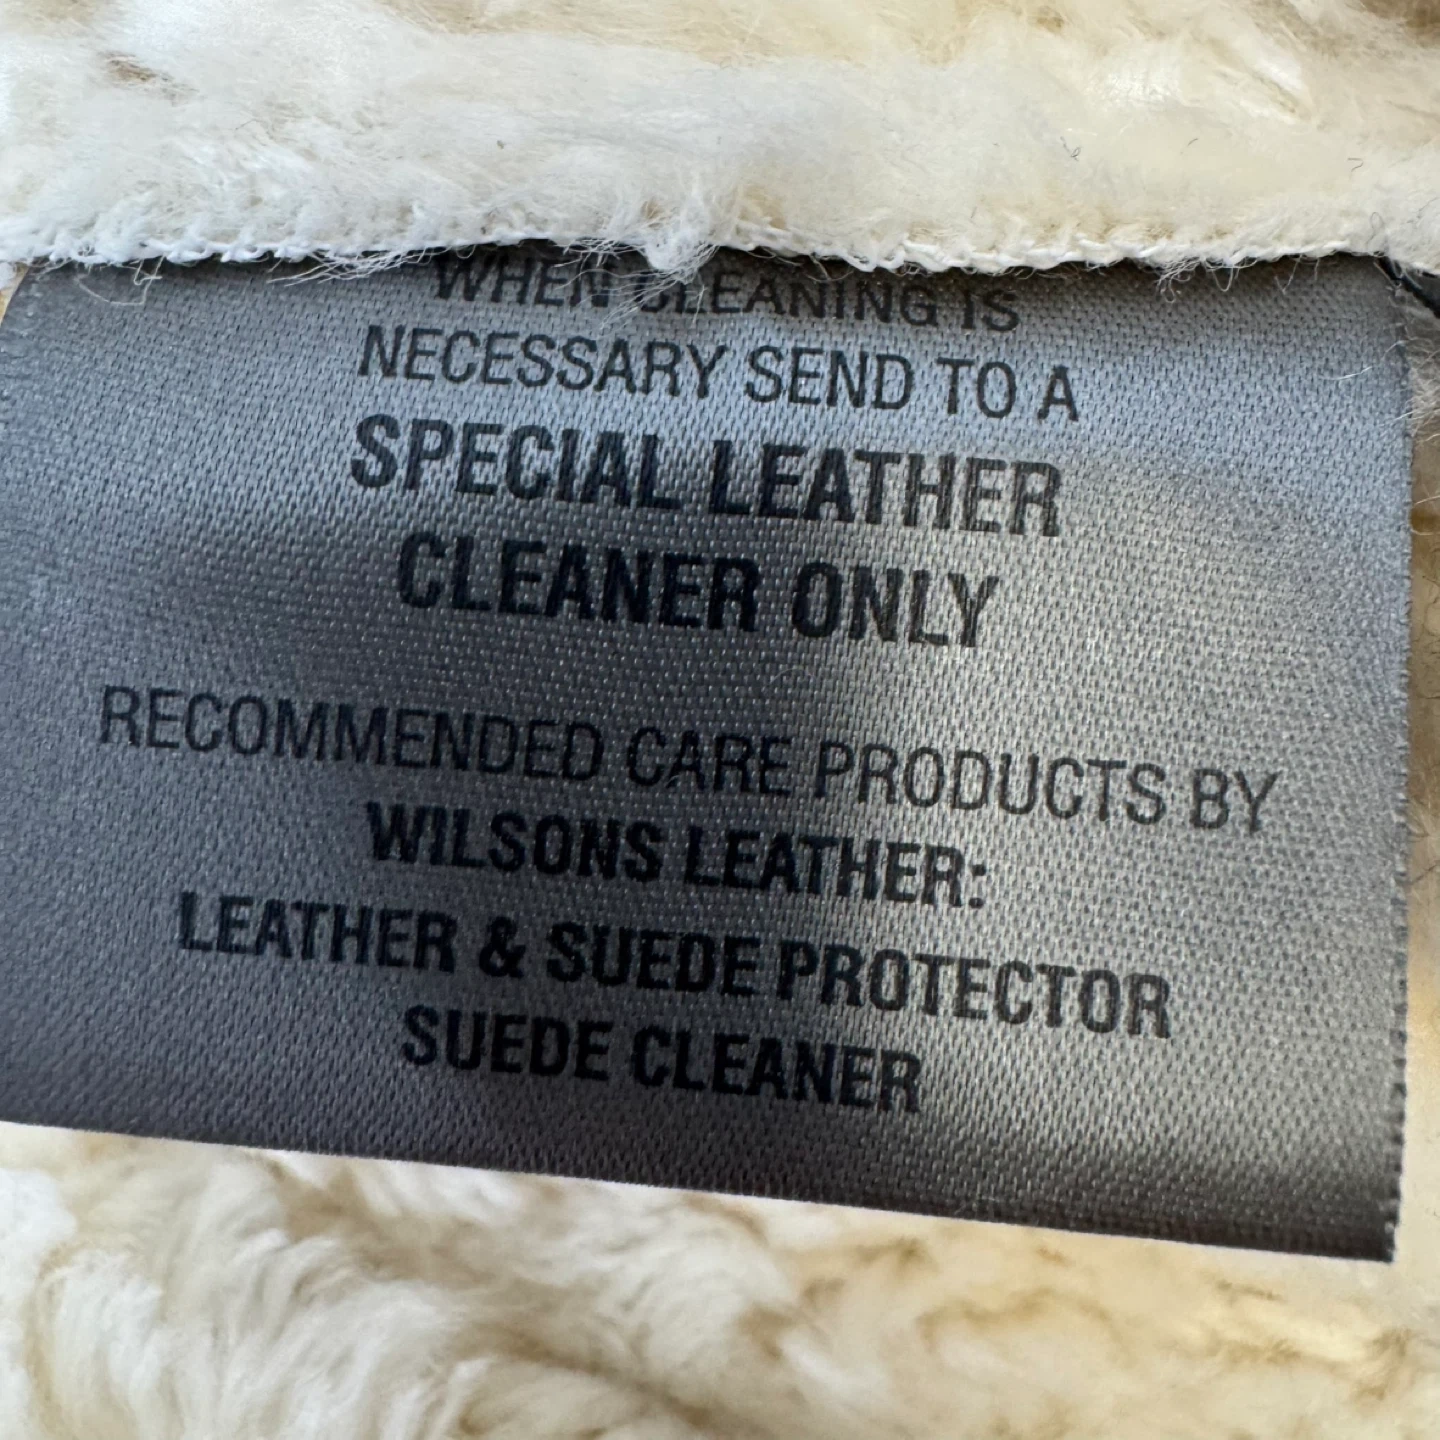 WHEN CLEANING IS
NECESSARY SEND TO A
SPECIAL LEATHER
CLEANER ONLY
RECOMMENDED CARE PRODUCTS BY
WILSONS LEATHER:
LEATHER & SUEDE PROTECTOR
SUEDE CLEANER